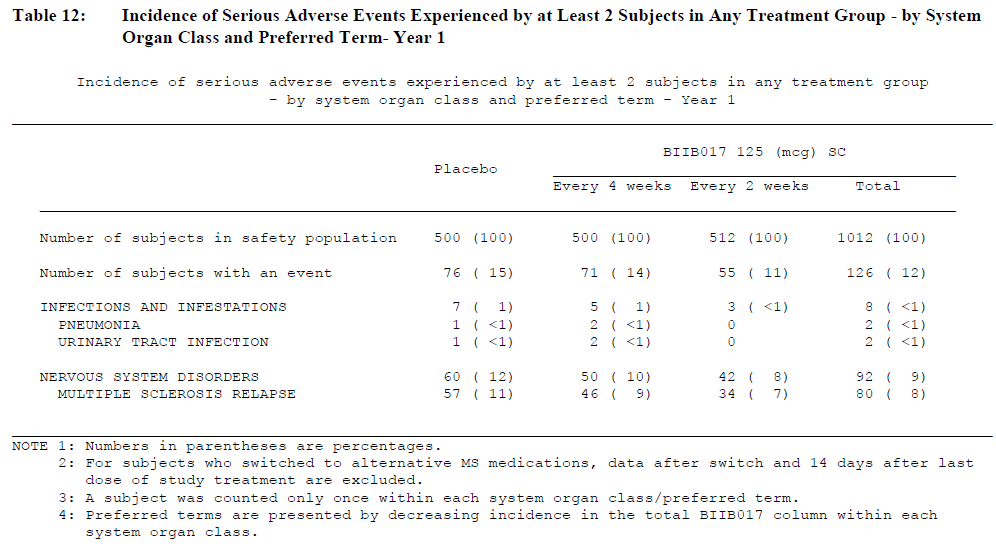 Table 12: Incidence of Serious Adverse Events Experienced by at Least 2 Subjects in Any Treatment Group - by System
Organ Class and Preferred Term- Year 1
Incidence of serious adverse events experienced by at least 2 subjects in any treatment group
- by system organ class and preferred term - Year 1
BIIB017 125 (mcg) SC
Placebo
Every 4 weeks Every 2 weeks Total
Number of subjects in safety population 500 (100) 500 (100) 512 (100) 1012 (100)
Number of subjects with an event 76 ( 15) 71 ( 14) 55 ( 11) 126 ( 12)
INFECTIONS AND INFESTATIONS 7 ( 1) 5 ( 1) 3 ( <1) 8 ( <1)
PNEUMONIA 1 ( <1) 2 ( <1) 0 2 ( <1)
URINARY TRACT INFECTION 1 ( <1) 2 ( <1) 0 2 ( <1)
NERVOUS SYSTEM DISORDERS 60 ( 12) 50 ( 10) 42 ( 8) 92 ( 9)
MULTIPLE SCLEROSIS RELAPSE 57 ( 11) 46 ( 9) 34 ( 7) 80 ( 8)
NOTE 1: Numbers in parentheses are percentages.
2: For subjects who switched to alternative MS medications, data after switch and 14 days after last
dose of study treatment are excluded.
3: A subject was counted only once within each system organ class/preferred term.
4: Preferred terms are presented by decreasing incidence in the total BIIB017 column within each
system organ class.